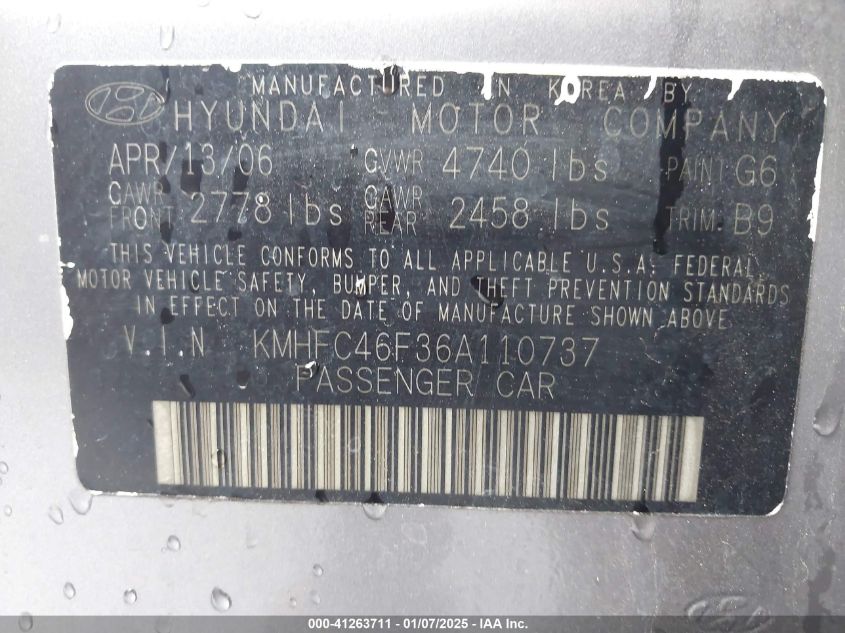 MANUFACTURED IN KOREA BY
HYUNDAI MOTOR COMPANY
APR/13/06 GVWR 4740 lbs PAINT G6
GAWR FRONT 2778 lbs GAWR REAR 2458 lbs TRIM B9
THIS VEHICLE CONFORMS TO ALL APPLICABLE U.S.A. FEDERAL
MOTOR VEHICLE SAFETY, BUMPER, AND THEFT PREVENTION STANDARDS
IN EFFECT ON THE DATE OF MANUFACTURE SHOWN ABOVE
V.I.N KMHFC46F36A110737
PASSENGER CAR
000-41263711 - 01/07/2025 - IAA Inc.